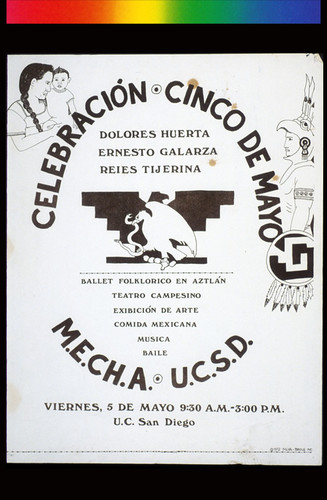 CELEBRACIÓN • CINCO DE MAYO
DOLORES HUERTA
ERNESTO GALARZA
REIES TIJERINA
BALLET FOLKLORICO EN AZTLÁN
TEATRO CAMPESINO
EXIBICIÓN DE ARTE
COMIDA MEXICANA
MUSICA
BAILE
M.E.CH.A. • U.C.S.D.
VIERNES, 5 DE MAYO 9:30 A.M.-3:00 P.M.
U.C. San Diego